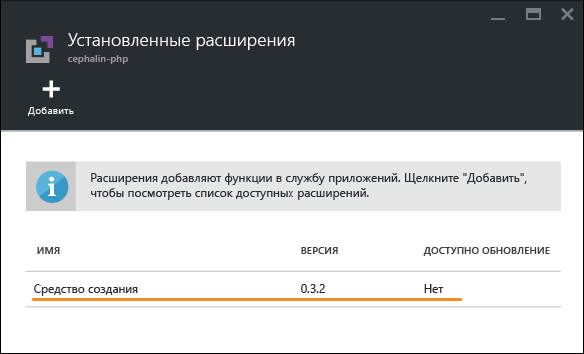 Установленные расширения
cephalin-php
Добавить
Расширения добавляют функции в службу приложений. Щелкните "Добавить",
чтобы посмотреть список доступных расширений.
ИМЯ ВЕРСИЯ ДОСТУПНО ОБНОВЛЕНИЕ
Средство создания 0.3.2 Нет